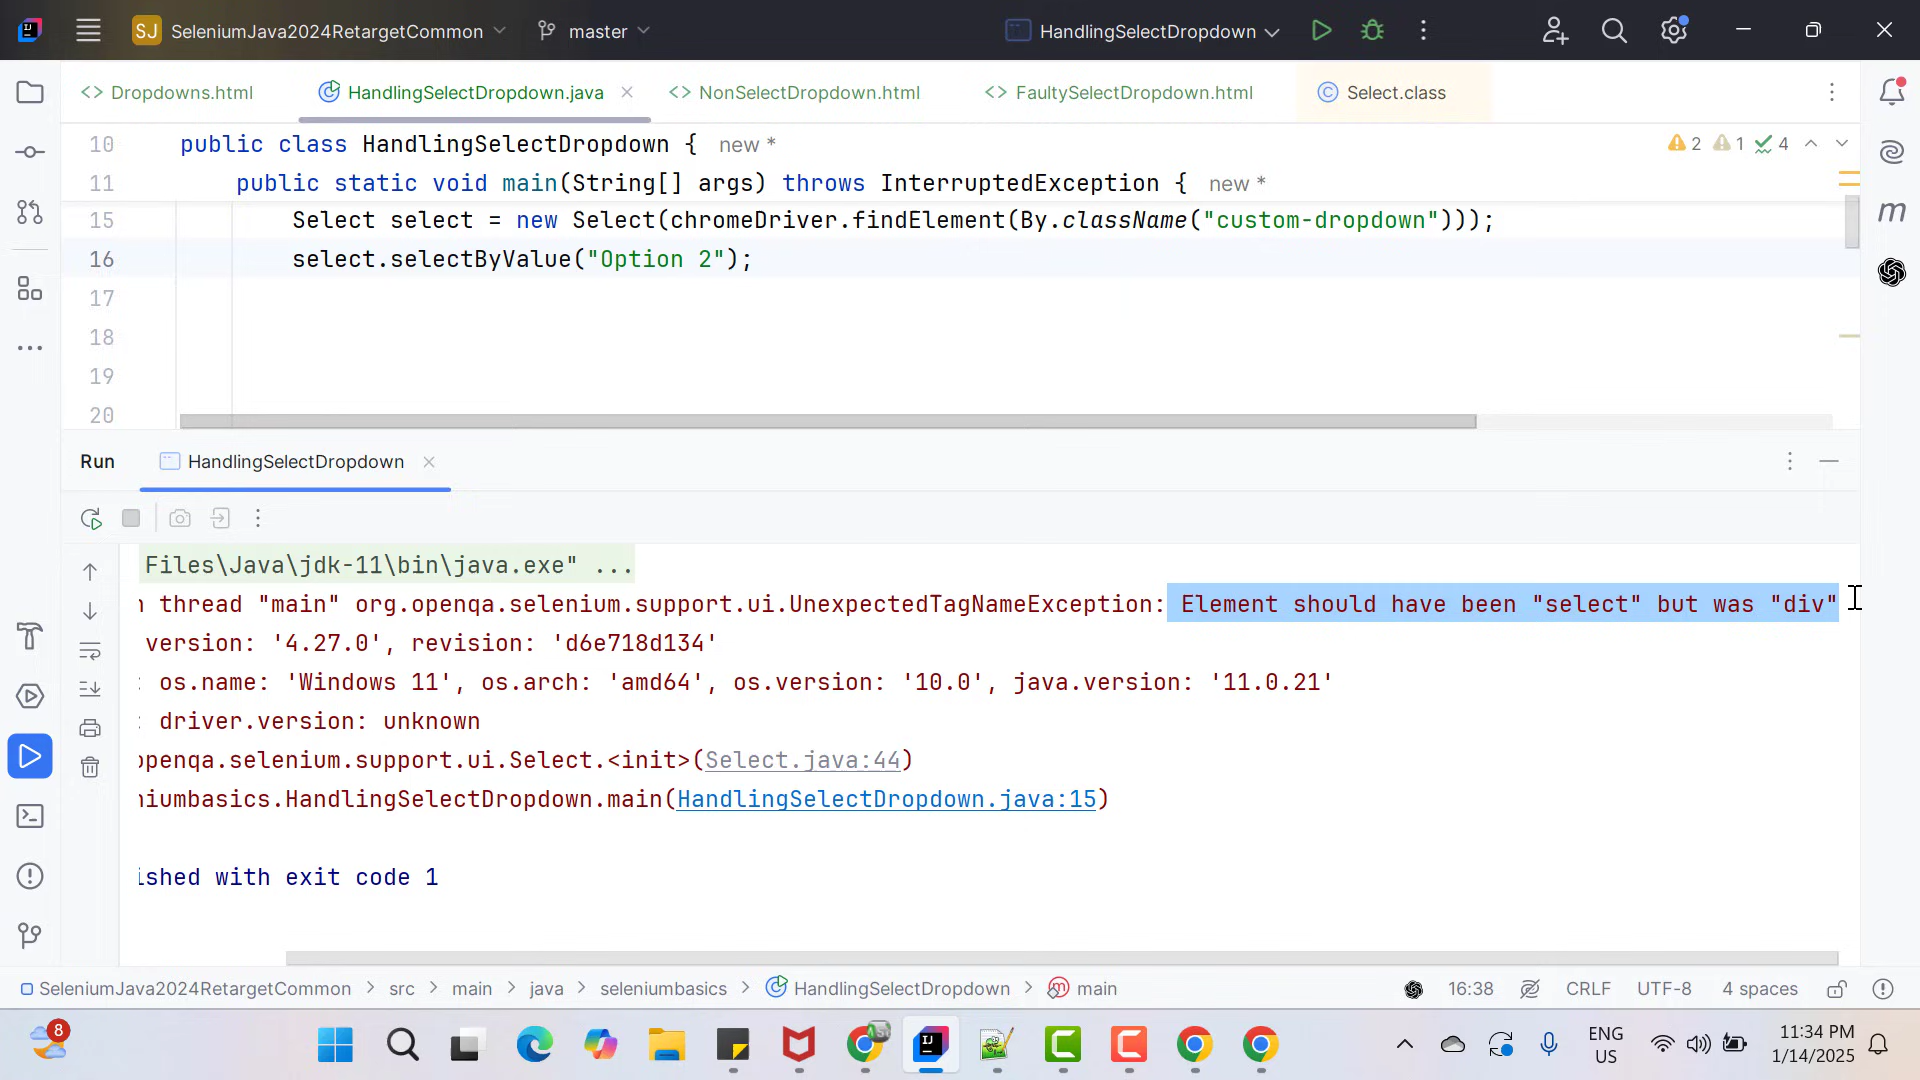 SJ SeleniumJava2024RetargetCommon master HandlingSelectDropdown
<> Dropdowns.html HandlingSelectDropdown.java <> NonSelectDropdown.html <> FaultySelectDropdown.html Select.class
10 public class HandlingSelectDropdown { new *
2 1 4
11 public static void main(String[] args) throws InterruptedException { new *
15 Select select = new Select(chromeDriver.findElement(By.className("custom-dropdown")));
16 select.selectByValue("Option 2");
17
18
19
20
Run HandlingSelectDropdown
Files\Java\jdk-11\bin\java.exe" ...
thread "main" org.openqa.selenium.support.ui.UnexpectedTagNameException: Element should have been "select" but was "div"
version: '4.27.0', revision: 'd6e718d134'
: os.name: 'Windows 11', os.arch: 'amd64', os.version: '10.0', java.version: '11.0.21'
: driver.version: unknown
openqa.selenium.support.ui.Select.<init>(Select.java:44)
niumbasics.HandlingSelectDropdown.main(HandlingSelectDropdown.java:15)
ished with exit code 1
SeleniumJava2024RetargetCommon > src > main > java > seleniumbasics > HandlingSelectDropdown > main 16:38 CRLF UTF-8 4 spaces
8
ENG
US
11:34 PM
1/14/2025